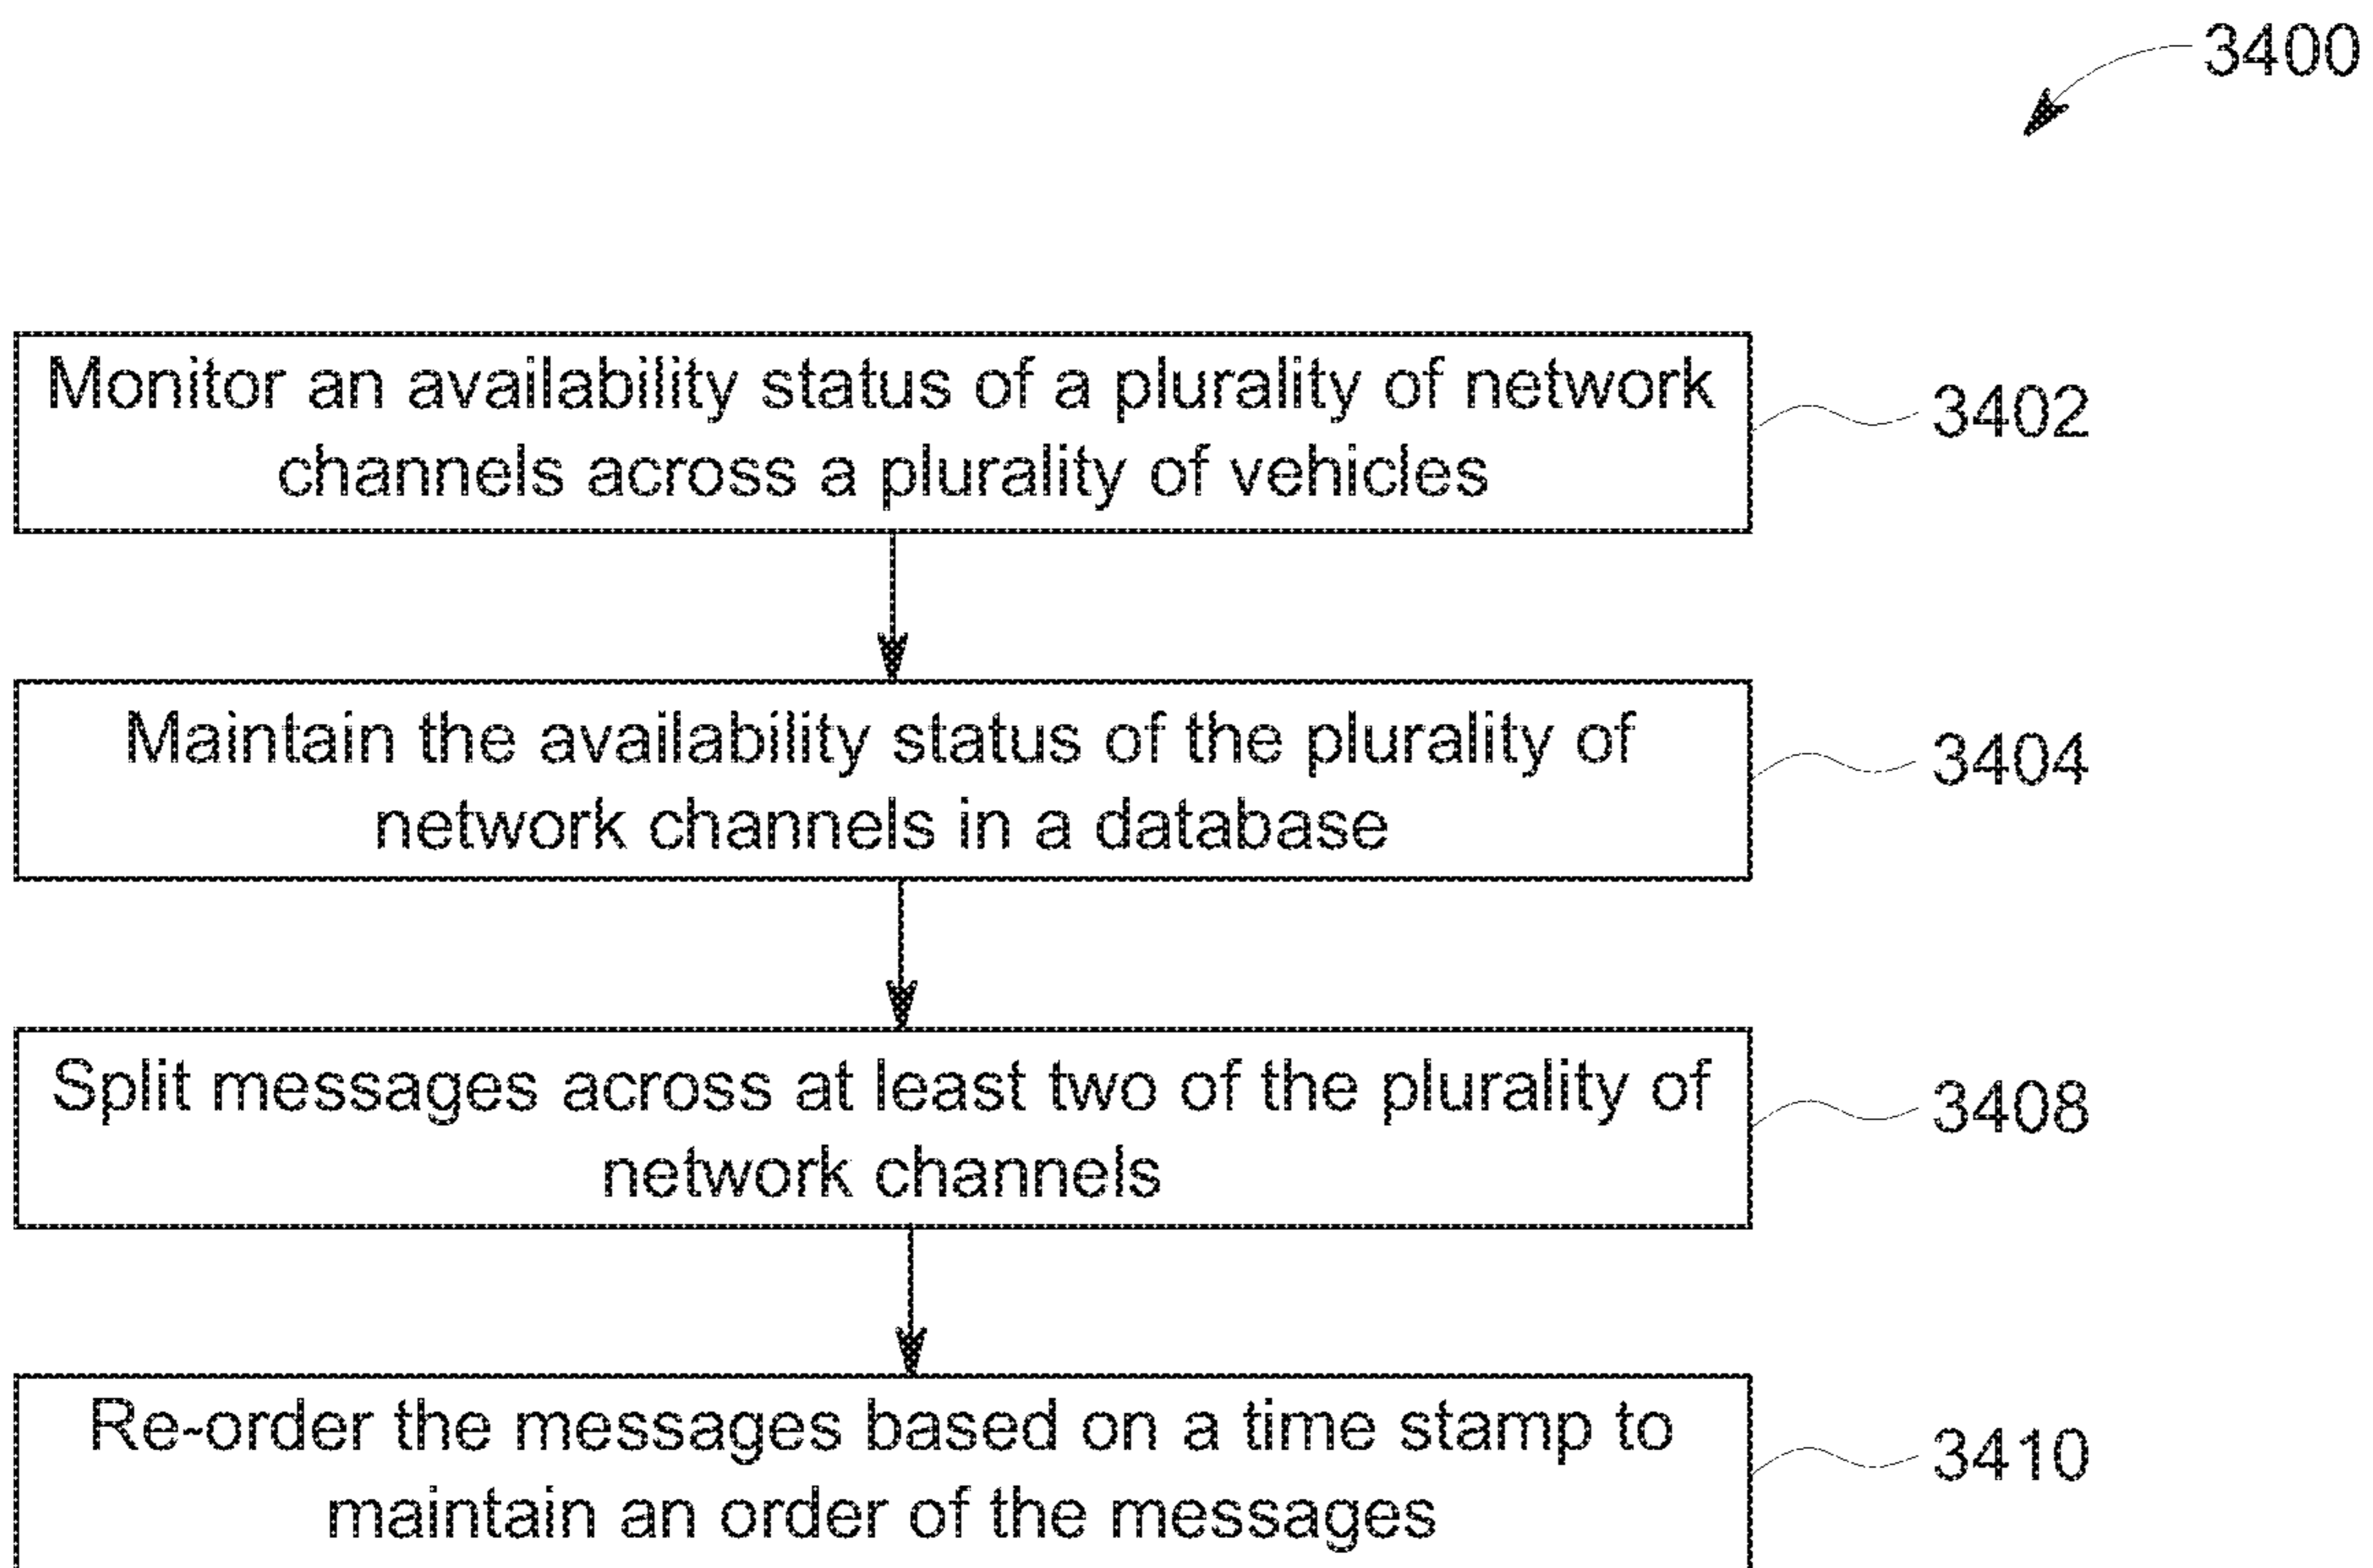 3400
Monitor an availability status of a plurality of network
channels across a plurality of vehicles
3402
Maintain the availability status of the plurality of
network channels in a database
3404
Split messages across at least two of the plurality of
network channels
3408
Re-order the messages based on a time stamp to
maintain an order of the messages
3410